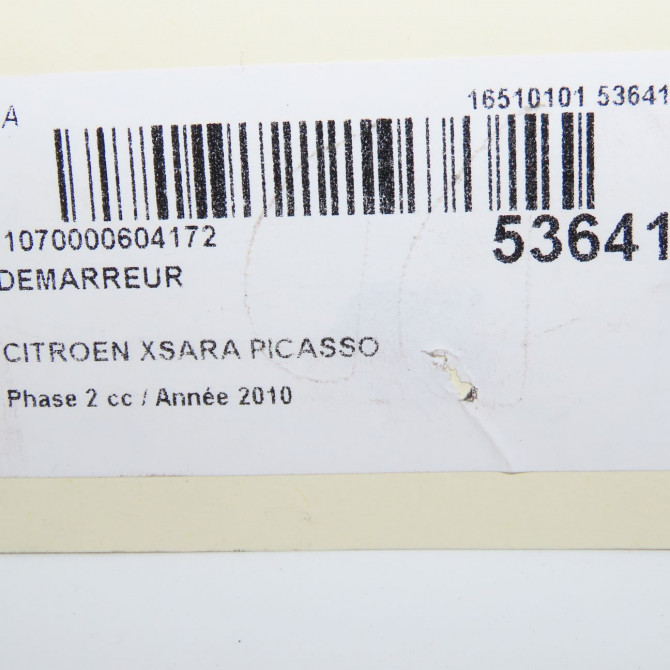 A
16510101 53641
1070000604172
53641
DEMARREUR
CITROEN XSARA PICASSO
Phase 2 cc / Année 2010